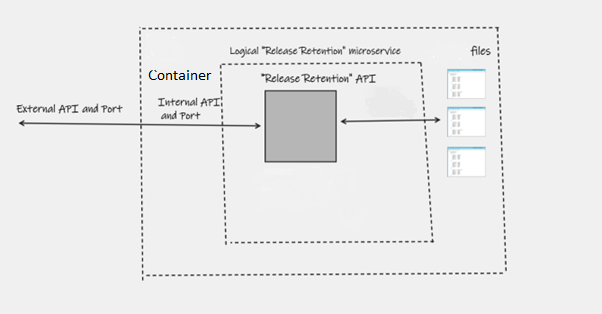 Logical "Release Retention" microservice
files
Container
"Release Retention" API
External API and Port
Internal API
and Port